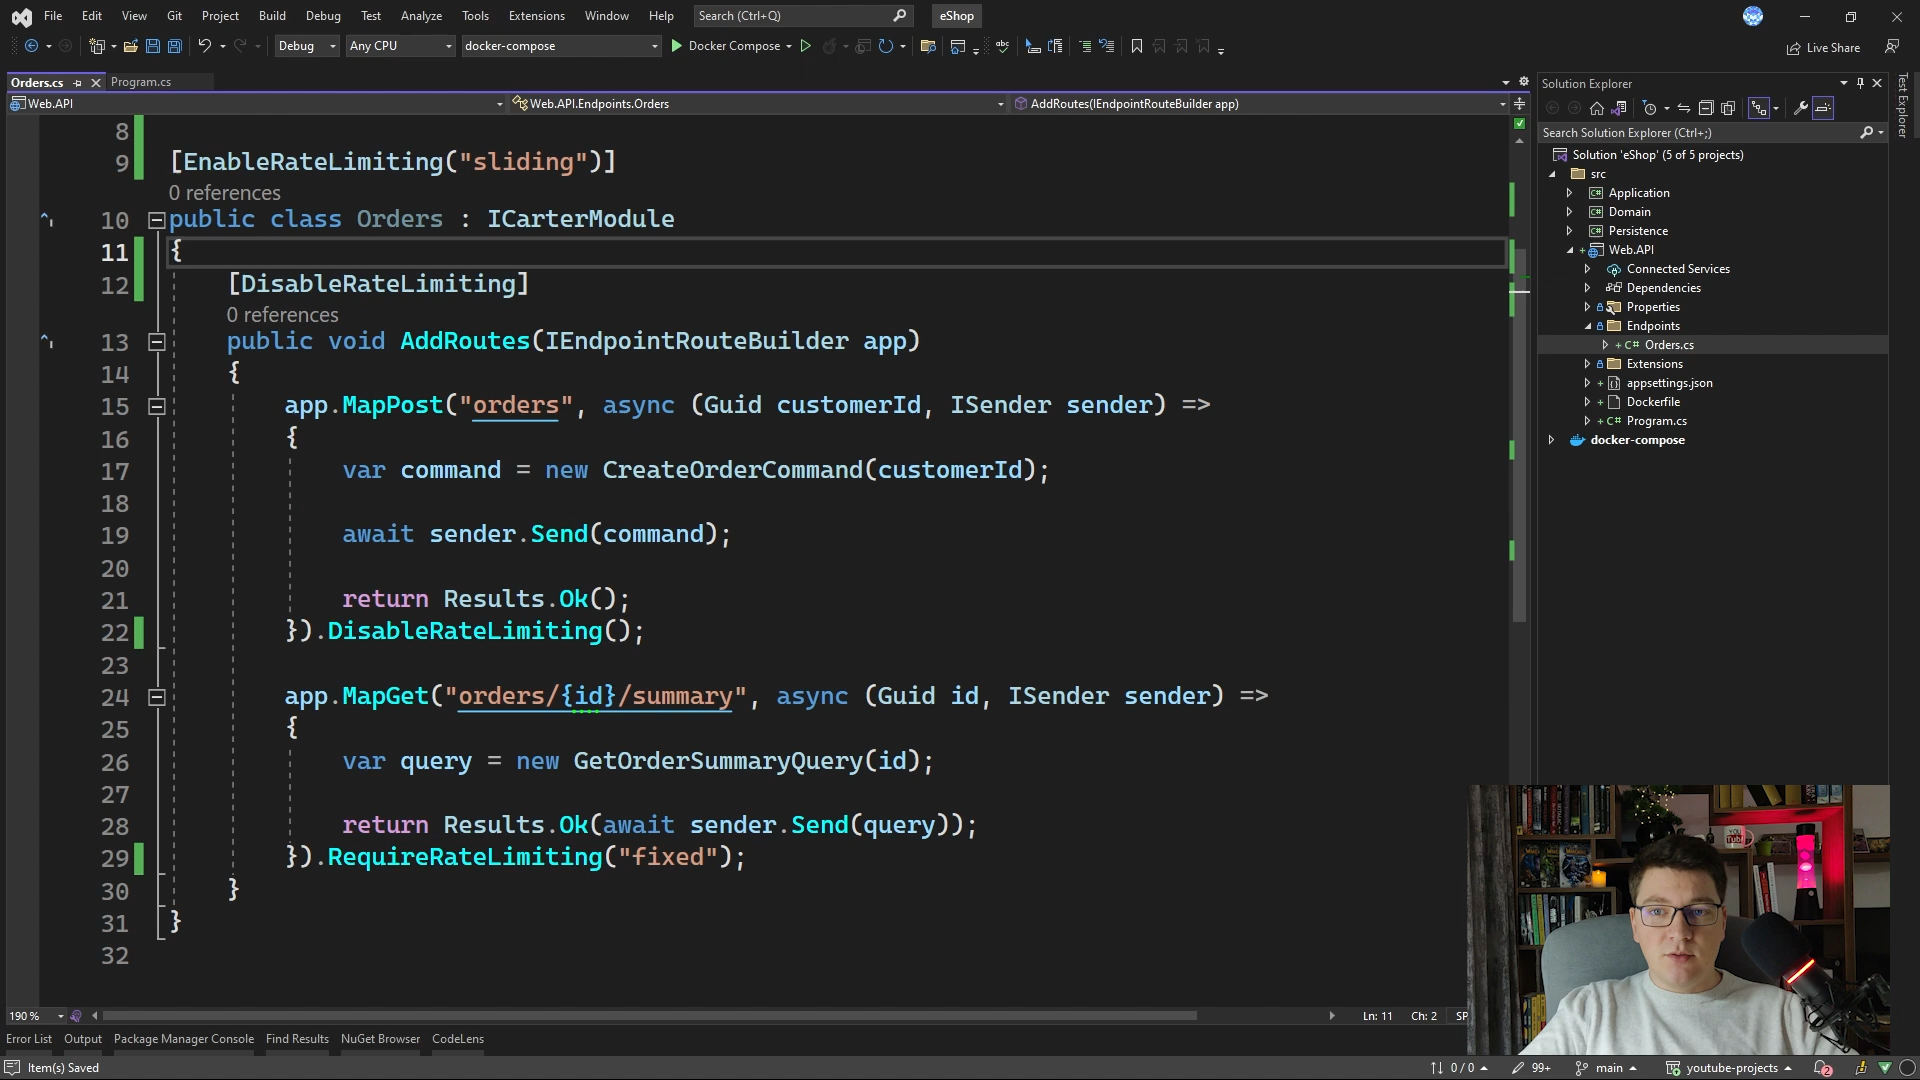 File Edit View Git Project Build Debug Test Analyze Tools Extensions Window Help Search (Ctrl+Q) eShop
Debug Any CPU docker-compose Docker Compose Live Share
Orders.cs Program.cs
Web.API Web.API.Endpoints.Orders AddRoutes(IEndpointRouteBuilder app)
8
9 [EnableRateLimiting("sliding")]
0 references
10 public class Orders : ICarterModule
11 {
12 [DisableRateLimiting]
0 references
13 public void AddRoutes(IEndpointRouteBuilder app)
14 {
15 app.MapPost("orders", async (Guid customerId, ISender sender) =>
16 {
17 var command = new CreateOrderCommand(customerId);
18
19 await sender.Send(command);
20
21 return Results.Ok();
22 }).DisableRateLimiting();
23
24 app.MapGet("orders/{id}/summary", async (Guid id, ISender sender) =>
25 {
26 var query = new GetOrderSummaryQuery(id);
27
28 return Results.Ok(await sender.Send(query));
29 }).RequireRateLimiting("fixed");
30 }
31 }
32
190 % Ln: 11 Ch: 2 SP
Solution Explorer
Search Solution Explorer (Ctrl+;)
Solution 'eShop' (5 of 5 projects)
src
Application
Domain
Persistence
Web.API
Connected Services
Dependencies
Properties
Endpoints
Orders.cs
Extensions
appsettings.json
Dockerfile
Program.cs
docker-compose
Test Explorer
Error List Output Package Manager Console Find Results NuGet Browser CodeLens
Item(s) Saved 0 / 0 99+ main youtube-projects 2